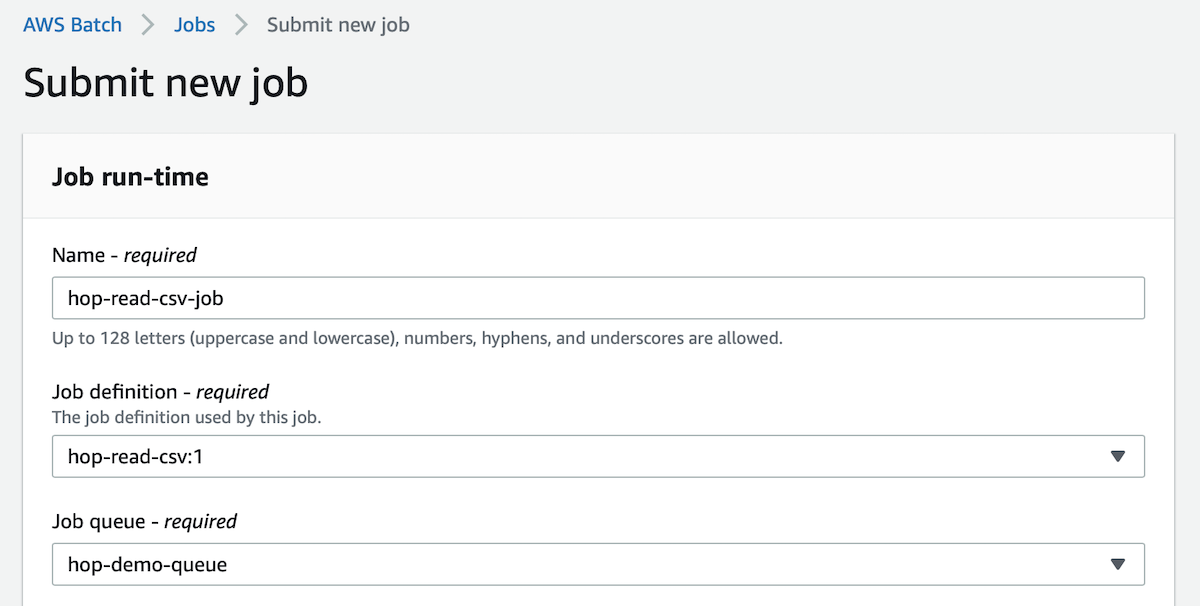 AWS Batch > Jobs > Submit new job
Submit new job
Job run-time
Name - required
hop-read-csv-job
Up to 128 letters (uppercase and lowercase), numbers, hyphens, and underscores are allowed.
Job definition - required
The job definition used by this job.
hop-read-csv:1
Job queue - required
hop-demo-queue